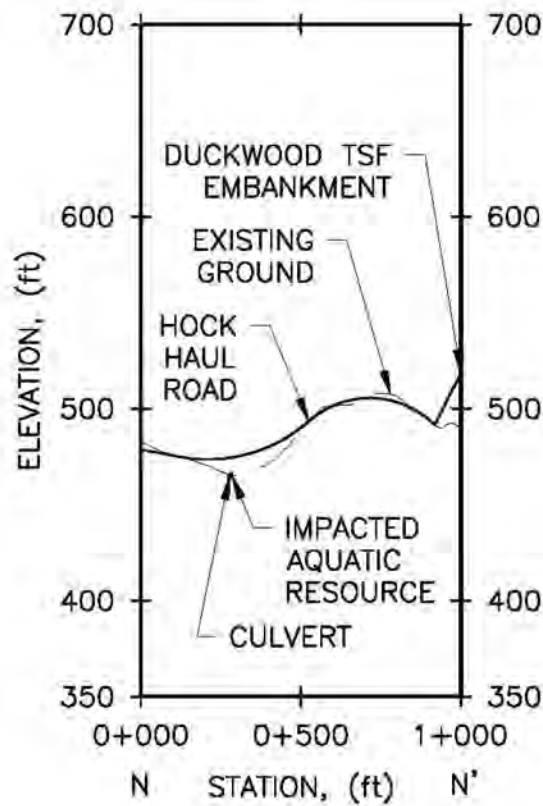 700
700
DUCKWOOD TSF
EMBANKMENT
600
600
EXISTING
GROUND
HOCK
HAUL
ROAD
500
500
ELEVATION, (ft)
IMPACTED
AQUATIC
RESOURCE
400
400
CULVERT
350
350
0+000
0+500
1+000
N
STATION, (ft)
N'